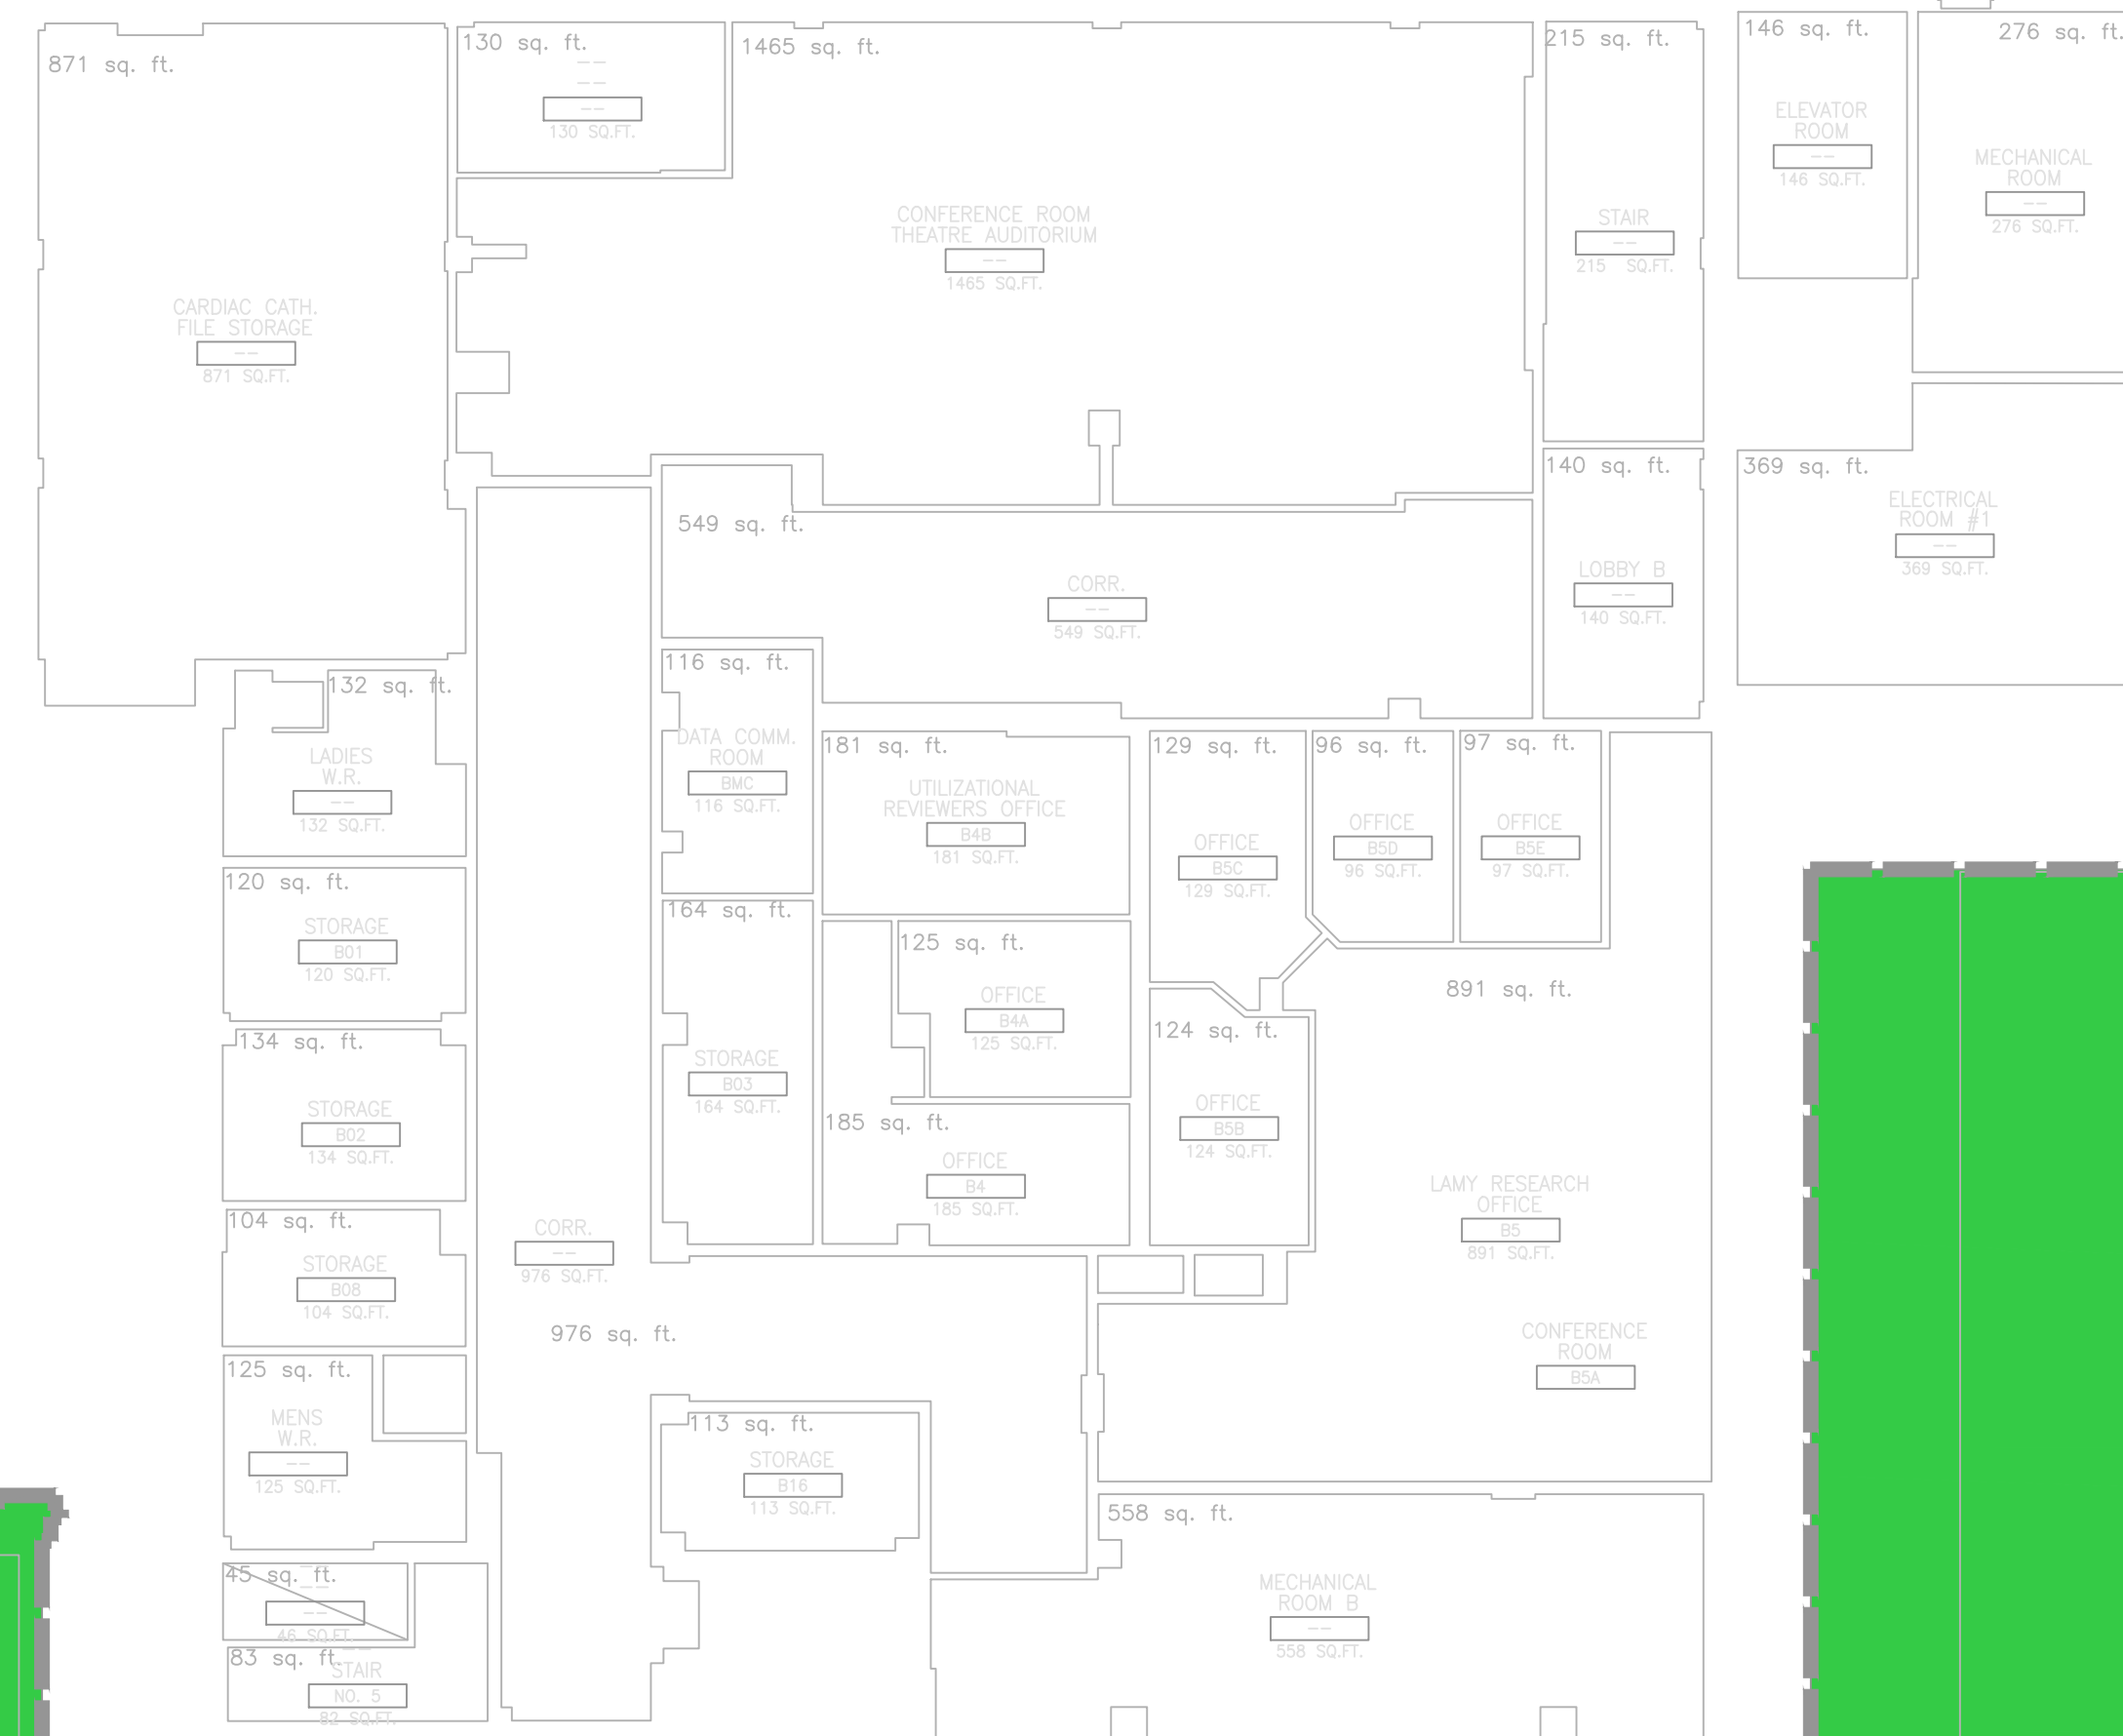 871 sq. ft.
CARDIAC CATH.
FILE STORAGE
--
871 SQ.FT.
130 sq. ft.
--
--
--
130 SQ.FT.
1465 sq. ft.
CONFERENCE ROOM
THEATRE AUDITORIUM
--
1465 SQ.FT.
215 sq. ft.
STAIR
--
215 SQ.FT.
146 sq. ft.
ELEVATOR
ROOM
--
146 SQ.FT.
276 sq. ft.
MECHANICAL
ROOM
--
276 SQ.FT.
549 sq. ft.
CORR.
--
549 SQ.FT.
140 sq. ft.
LOBBY B
--
140 SQ.FT.
369 sq. ft.
ELECTRICAL
ROOM #1
--
369 SQ.FT.
132 sq. ft.
LADIES
W.R.
--
132 SQ.FT.
116 sq. ft.
DATA COMM.
ROOM
BMC
116 SQ.FT.
181 sq. ft.
UTILIZATIONAL
REVIEWERS OFFICE
B4B
181 SQ.FT.
129 sq. ft.
OFFICE
B5C
129 SQ.FT.
96 sq. ft.
OFFICE
B5D
96 SQ.FT.
97 sq. ft.
OFFICE
B5E
97 SQ.FT.
120 sq. ft.
STORAGE
B01
120 SQ.FT.
164 sq. ft.
STORAGE
B03
164 SQ.FT.
125 sq. ft.
OFFICE
B4A
125 SQ.FT.
124 sq. ft.
OFFICE
B5B
124 SQ.FT.
891 sq. ft.
LAMY RESEARCH
OFFICE
B5
891 SQ.FT.
CONFERENCE
ROOM
B5A
134 sq. ft.
STORAGE
B02
134 SQ.FT.
185 sq. ft.
OFFICE
B4
185 SQ.FT.
104 sq. ft.
STORAGE
B08
104 SQ.FT.
CORR.
--
976 SQ.FT.
976 sq. ft.
125 sq. ft.
MENS
W.R.
--
125 SQ.FT.
113 sq. ft.
STORAGE
B16
113 SQ.FT.
558 sq. ft.
MECHANICAL
ROOM B
--
558 SQ.FT.
45 sq. ft.
--
--
--
46 SQ.FT.
83 sq. ft.
--
STAIR
NO. 5
82 SQ.FT.